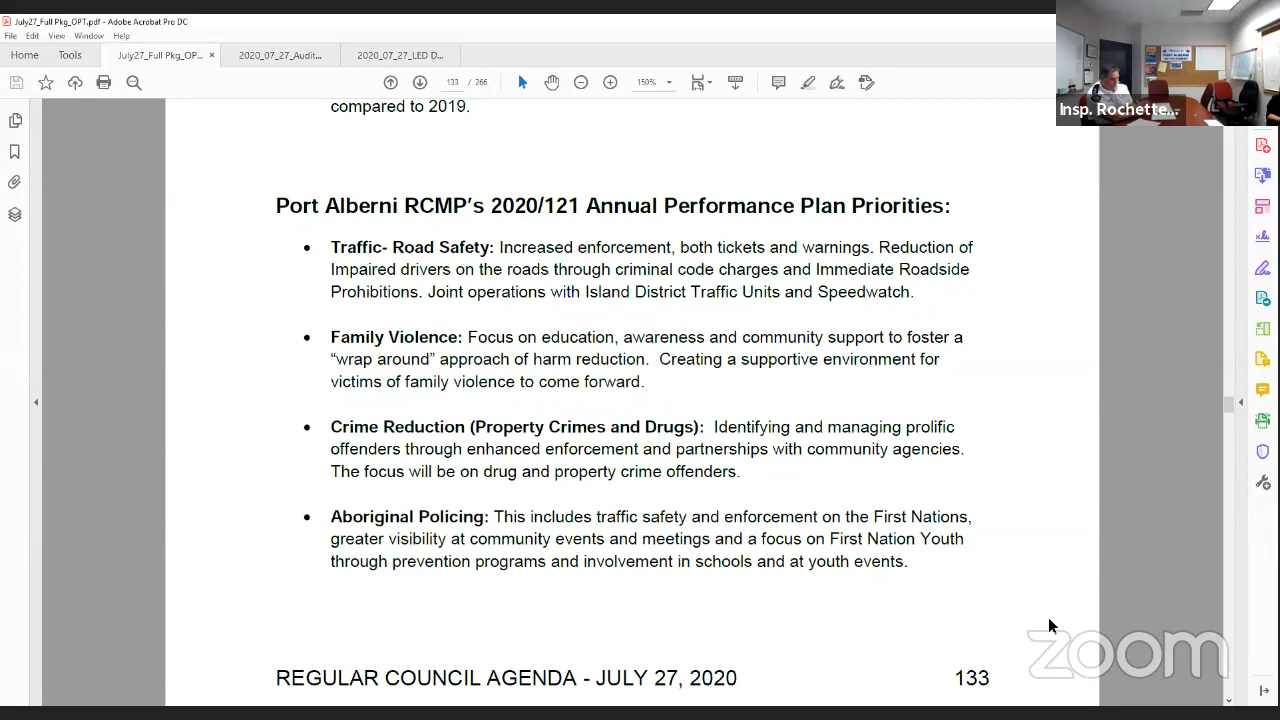 July27_Full Pkg_OPT.pdf - Adobe Acrobat Pro DC
File Edit View Window Help
Home Tools July27_Full Pkg_OP... × 2020_07_27_Audit... 2020_07_27_LED D...
133 266 150%
compared to 2019.
Port Alberni RCMP's 2020/121 Annual Performance Plan Priorities:
• Traffic- Road Safety: Increased enforcement, both tickets and warnings. Reduction of
Impaired drivers on the roads through criminal code charges and Immediate Roadside
Prohibitions. Joint operations with Island District Traffic Units and Speedwatch.
• Family Violence: Focus on education, awareness and community support to foster a
“wrap around” approach of harm reduction. Creating a supportive environment for
victims of family violence to come forward.
• Crime Reduction (Property Crimes and Drugs): Identifying and managing prolific
offenders through enhanced enforcement and partnerships with community agencies.
The focus will be on drug and property crime offenders.
• Aboriginal Policing: This includes traffic safety and enforcement on the First Nations,
greater visibility at community events and meetings and a focus on First Nation Youth
through prevention programs and involvement in schools and at youth events.
REGULAR COUNCIL AGENDA - JULY 27, 2020 133
PORT ALBERNI
Insp. Rochette...
zoom